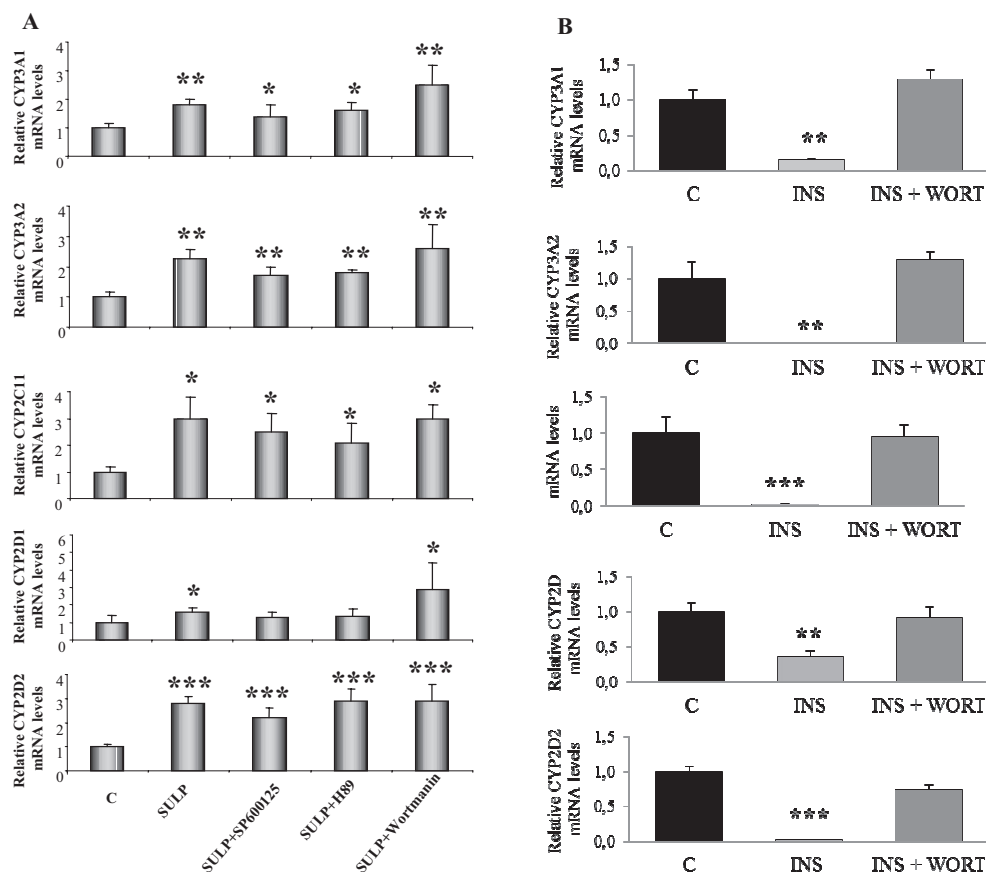 A
Relative CYP3A1
mRNA levels
4
3
2
1
0
**
*
*
**
Relative CYP3A2
mRNA levels
4
3
2
1
0
**
**
**
**
Relative CYP2C11
mRNA levels
4
3
2
1
0
*
*
*
*
Relative CYP2D1
mRNA levels
6
5
4
3
2
1
0
*
*
Relative CYP2D2
mRNA levels
4
3
2
1
0
***
***
***
***
C
SULP
SULP+SP600125
SULP+H89
SULP+Wortmanin
B
Relative CYP3A1
mRNA levels
1,5
1,0
0,5
0,0
**
C
INS
INS + WORT
Relative CYP3A2
mRNA levels
1,5
1,0
0,5
0,0
**
C
INS
INS + WORT
mRNA levels
1,5
1,0
0,5
0,0
***
C
INS
INS + WORT
Relative CYP2D
mRNA levels
1,5
1,0
0,5
0,0
**
C
INS
INS + WORT
Relative CYP2D2
mRNA levels
1,5
1,0
0,5
0,0
***
C
INS
INS + WORT